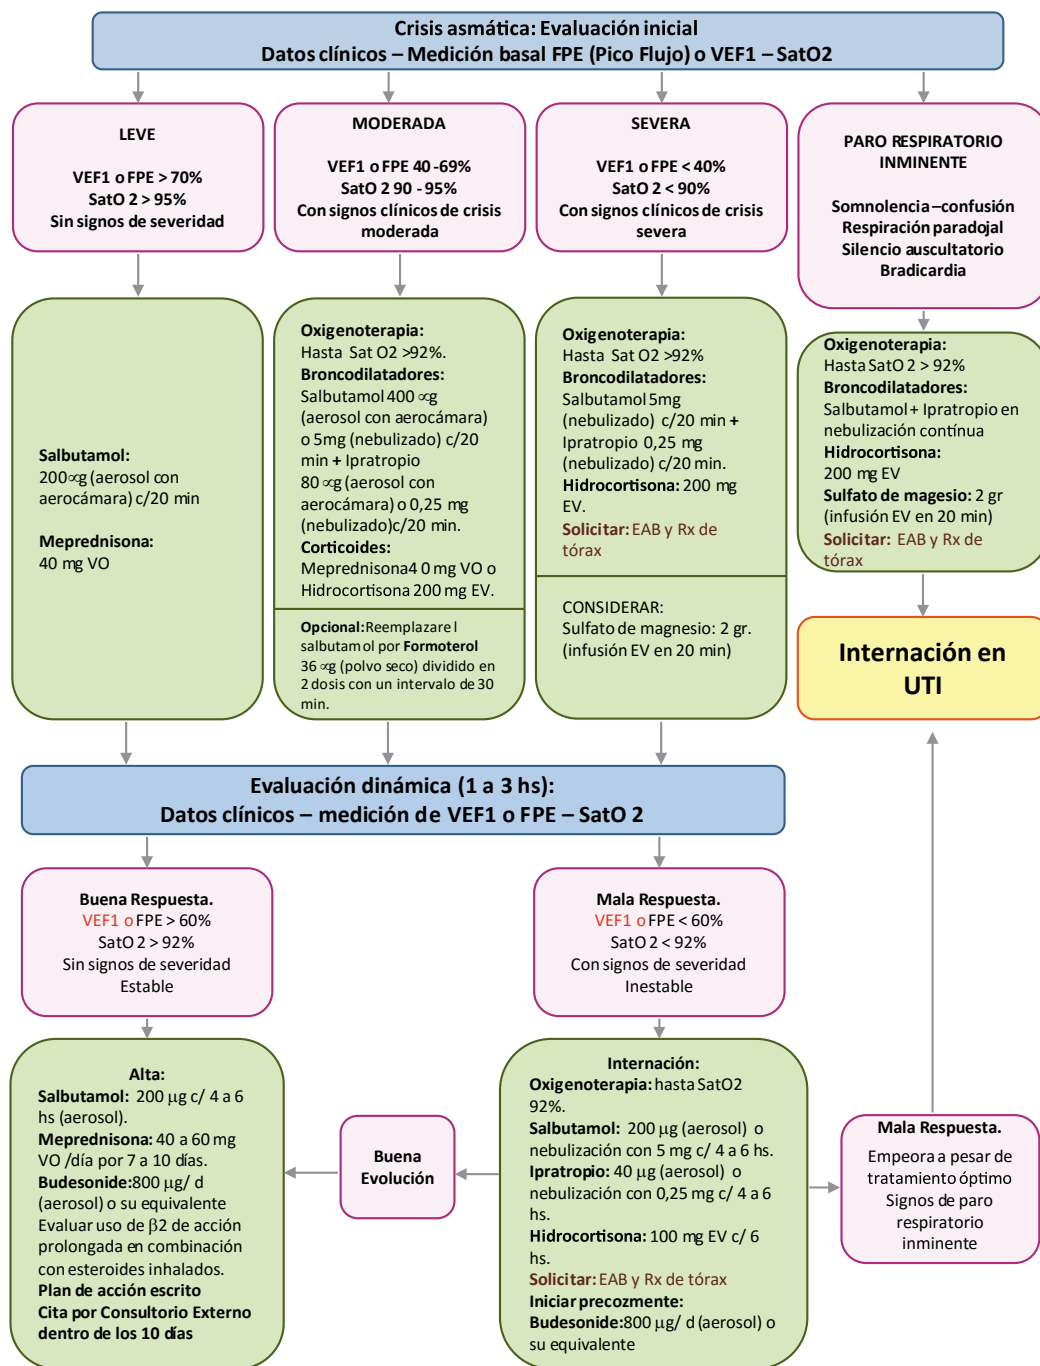 Crisis asmática: Evaluación inicial
Datos clínicos – Medición basal FPE (Pico Flujo) o VEF1 – SatO2
LEVE
VEF1 o FPE > 70%
SatO 2 > 95%
Sin signos de severidad
MODERADA
VEF1 o FPE 40 -69%
SatO 2 90 - 95%
Con signos clínicos de crisis
moderada
SEVERA
VEF1 o FPE < 40%
SatO 2 < 90%
Con signos clínicos de crisis
severa
PARO RESPIRATORIO
INMINENTE
Somnolencia –confusión
Respiración paradojal
Silencio auscultatorio
Bradicardia
Salbutamol:
200∝g (aerosol con
aerocámara) c/20 min
Meprednisona:
40 mg VO
Oxigenoterapia:
Hasta Sat O2 >92%.
Broncodilatadores:
Salbutamol 400 ∝g
(aerosol con aerocámara)
o 5mg (nebulizado) c/20
min + Ipratropio
80 ∝g (aerosol con
aerocámara) o 0,25 mg
(nebulizado)c/20 min.
Corticoides:
Meprednisona4 0 mg VO o
Hidrocortisona 200 mg EV.
Opcional: Reemplazare l
salbutamol por Formoterol
36 ∝g (polvo seco) dividido en
2 dosis con un intervalo de 30
min.
Oxigenoterapia:
Hasta Sat O2 >92%
Broncodilatadores:
Salbutamol 5mg
(nebulizado) c/20 min +
Ipratropio 0,25 mg
(nebulizado) c/20 min.
Hidrocortisona: 200 mg
EV.
Solicitar: EAB y Rx de
tórax
CONSIDERAR:
Sulfato de magnesio: 2 gr.
(infusión EV en 20 min)
Oxigenoterapia:
Hasta SatO 2 > 92%
Broncodilatadores:
Salbutamol + Ipratropio en
nebulización contínua
Hidrocortisona:
200 mg EV
Sulfato de magesio: 2 gr
(infusión EV en 20 min)
Solicitar: EAB y Rx de
tórax
Internación en
UTI
Evaluación dinámica (1 a 3 hs):
Datos clínicos – medición de VEF1 o FPE – SatO 2
Buena Respuesta.
VEF1 o FPE > 60%
SatO 2 > 92%
Sin signos de severidad
Estable
Mala Respuesta.
VEF1 o FPE < 60%
SatO 2 < 92%
Con signos de severidad
Inestable
Alta:
Salbutamol: 200 µg c/ 4 a 6
hs (aerosol).
Meprednisona: 40 a 60 mg
VO /día por 7 a 10 días.
Budesonide:800 µg/ d
(aerosol) o su equivalente
Evaluar uso de β2 de acción
prolongada en combinación
con esteroides inhalados.
Plan de acción escrito
Cita por Consultorio Externo
dentro de los 10 días
Buena
Evolución
Internación:
Oxigenoterapia: hasta SatO2
92%.
Salbutamol: 200 µg (aerosol) o
nebulización con 5 mg c/ 4 a 6 hs.
Ipratropio: 40 µg (aerosol) o
nebulización con 0,25 mg c/ 4 a 6
hs.
Hidrocortisona: 100 mg EV c/ 6
hs.
Solicitar: EAB y Rx de tórax
Iniciar precozmente:
Budesonide:800 µg/ d (aerosol) o
su equivalente
Mala Respuesta.
Empeora a pesar de
tratamiento óptimo
Signos de paro
respiratorio
inminente